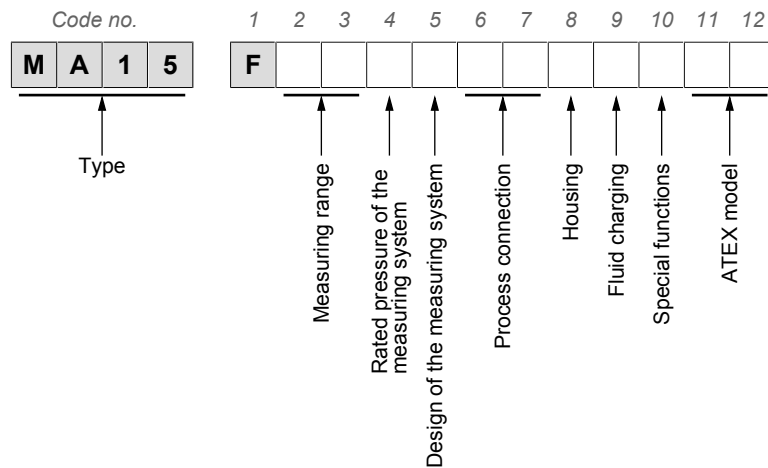 Code no. 1 2 3 4 5 6 7 8 9 10 11 12
M A 1 5 F
Type
Measuring range
Rated pressure of the
measuring system
Design of the measuring system
Process connection
Housing
Fluid charging
Special functions
ATEX model